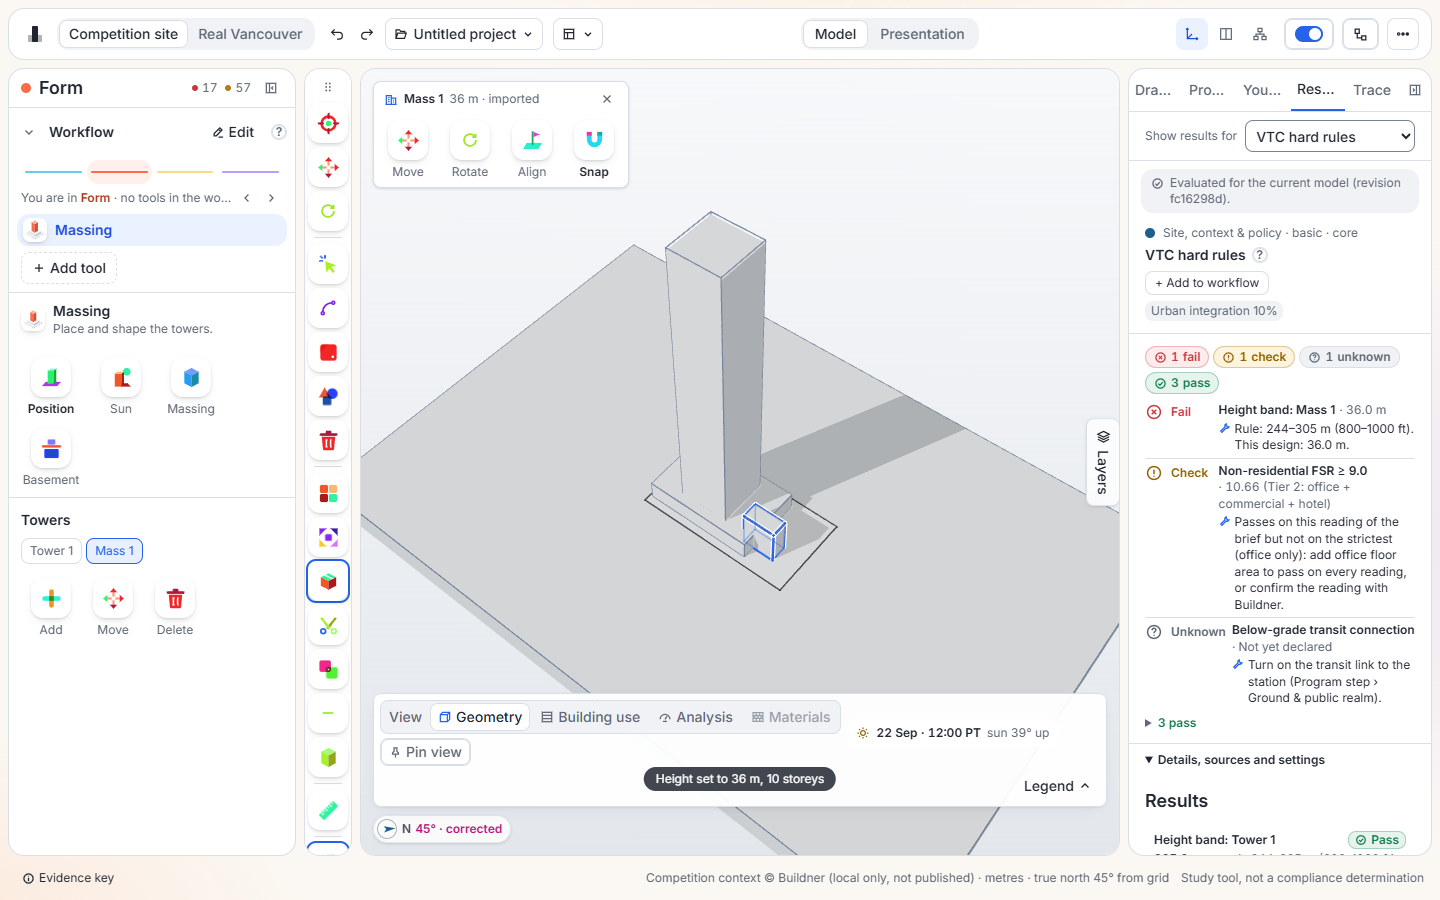 Competition site
Real Vancouver
Untitled project
Model
Presentation
Form
17
57
Workflow
Edit
?
You are in Form · no tools in the wo...
Massing
+ Add tool
Massing
Place and shape the towers.
Position
Sun
Massing
Basement
Towers
Tower 1
Mass 1
Add
Move
Delete
Mass 1 36 m · imported
Move
Rotate
Align
Snap
Layers
View
Geometry
Building use
Analysis
Materials
Pin view
22 Sep · 12:00 PT sun 39° up
Height set to 36 m, 10 storeys
Legend
N 45° · corrected
Dra...
Pro...
You...
Res...
Trace
Show results for
VTC hard rules
Evaluated for the current model (revision
fc16298d).
Site, context & policy · basic · core
VTC hard rules ?
+ Add to workflow
Urban integration 10%
1 fail
1 check
1 unknown
3 pass
Fail
Height band: Mass 1 · 36.0 m
Rule: 244–305 m (800–1000 ft).
This design: 36.0 m.
Check
Non-residential FSR ≥ 9.0
· 10.66 (Tier 2: office +
commercial + hotel)
Passes on this reading of the
brief but not on the strictest
(office only): add office floor
area to pass on every reading,
or confirm the reading with
Buildner.
Unknown
Below-grade transit connection
· Not yet declared
Turn on the transit link to the
station (Program step ›
Ground & public realm).
3 pass
Details, sources and settings
Results
Height band: Tower 1
Pass
Evidence key
Competition context © Buildner (local only, not published) · metres · true north 45° from grid
Study tool, not a compliance determination